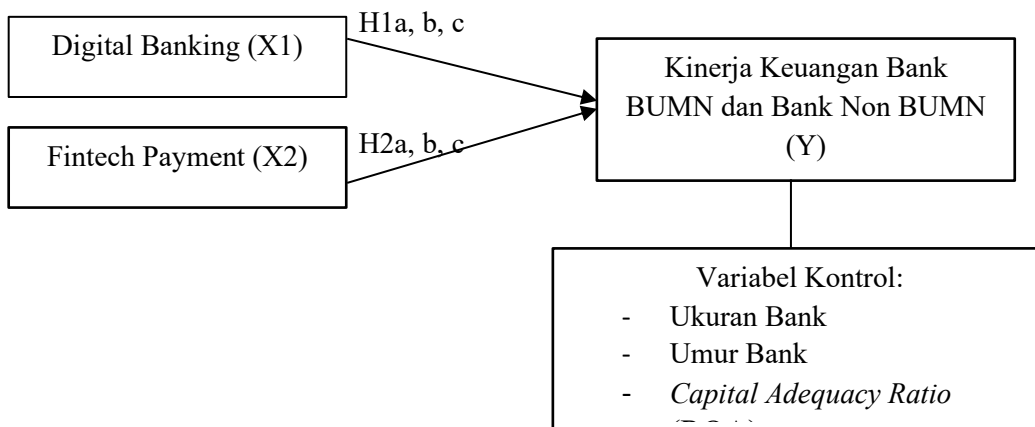 H1a, b, c
Digital Banking (X1)
Kinerja Keuangan Bank
BUMN dan Bank Non BUMN
(Y)
Fintech Payment (X2)
H2a, b, c
Variabel Kontrol:
- Ukuran Bank
- Umur Bank
- Capital Adequacy Ratio